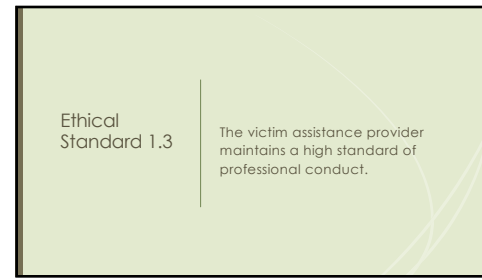 Ethical
Standard 1.3
The victim assistance provider
maintains a high standard of
professional conduct.